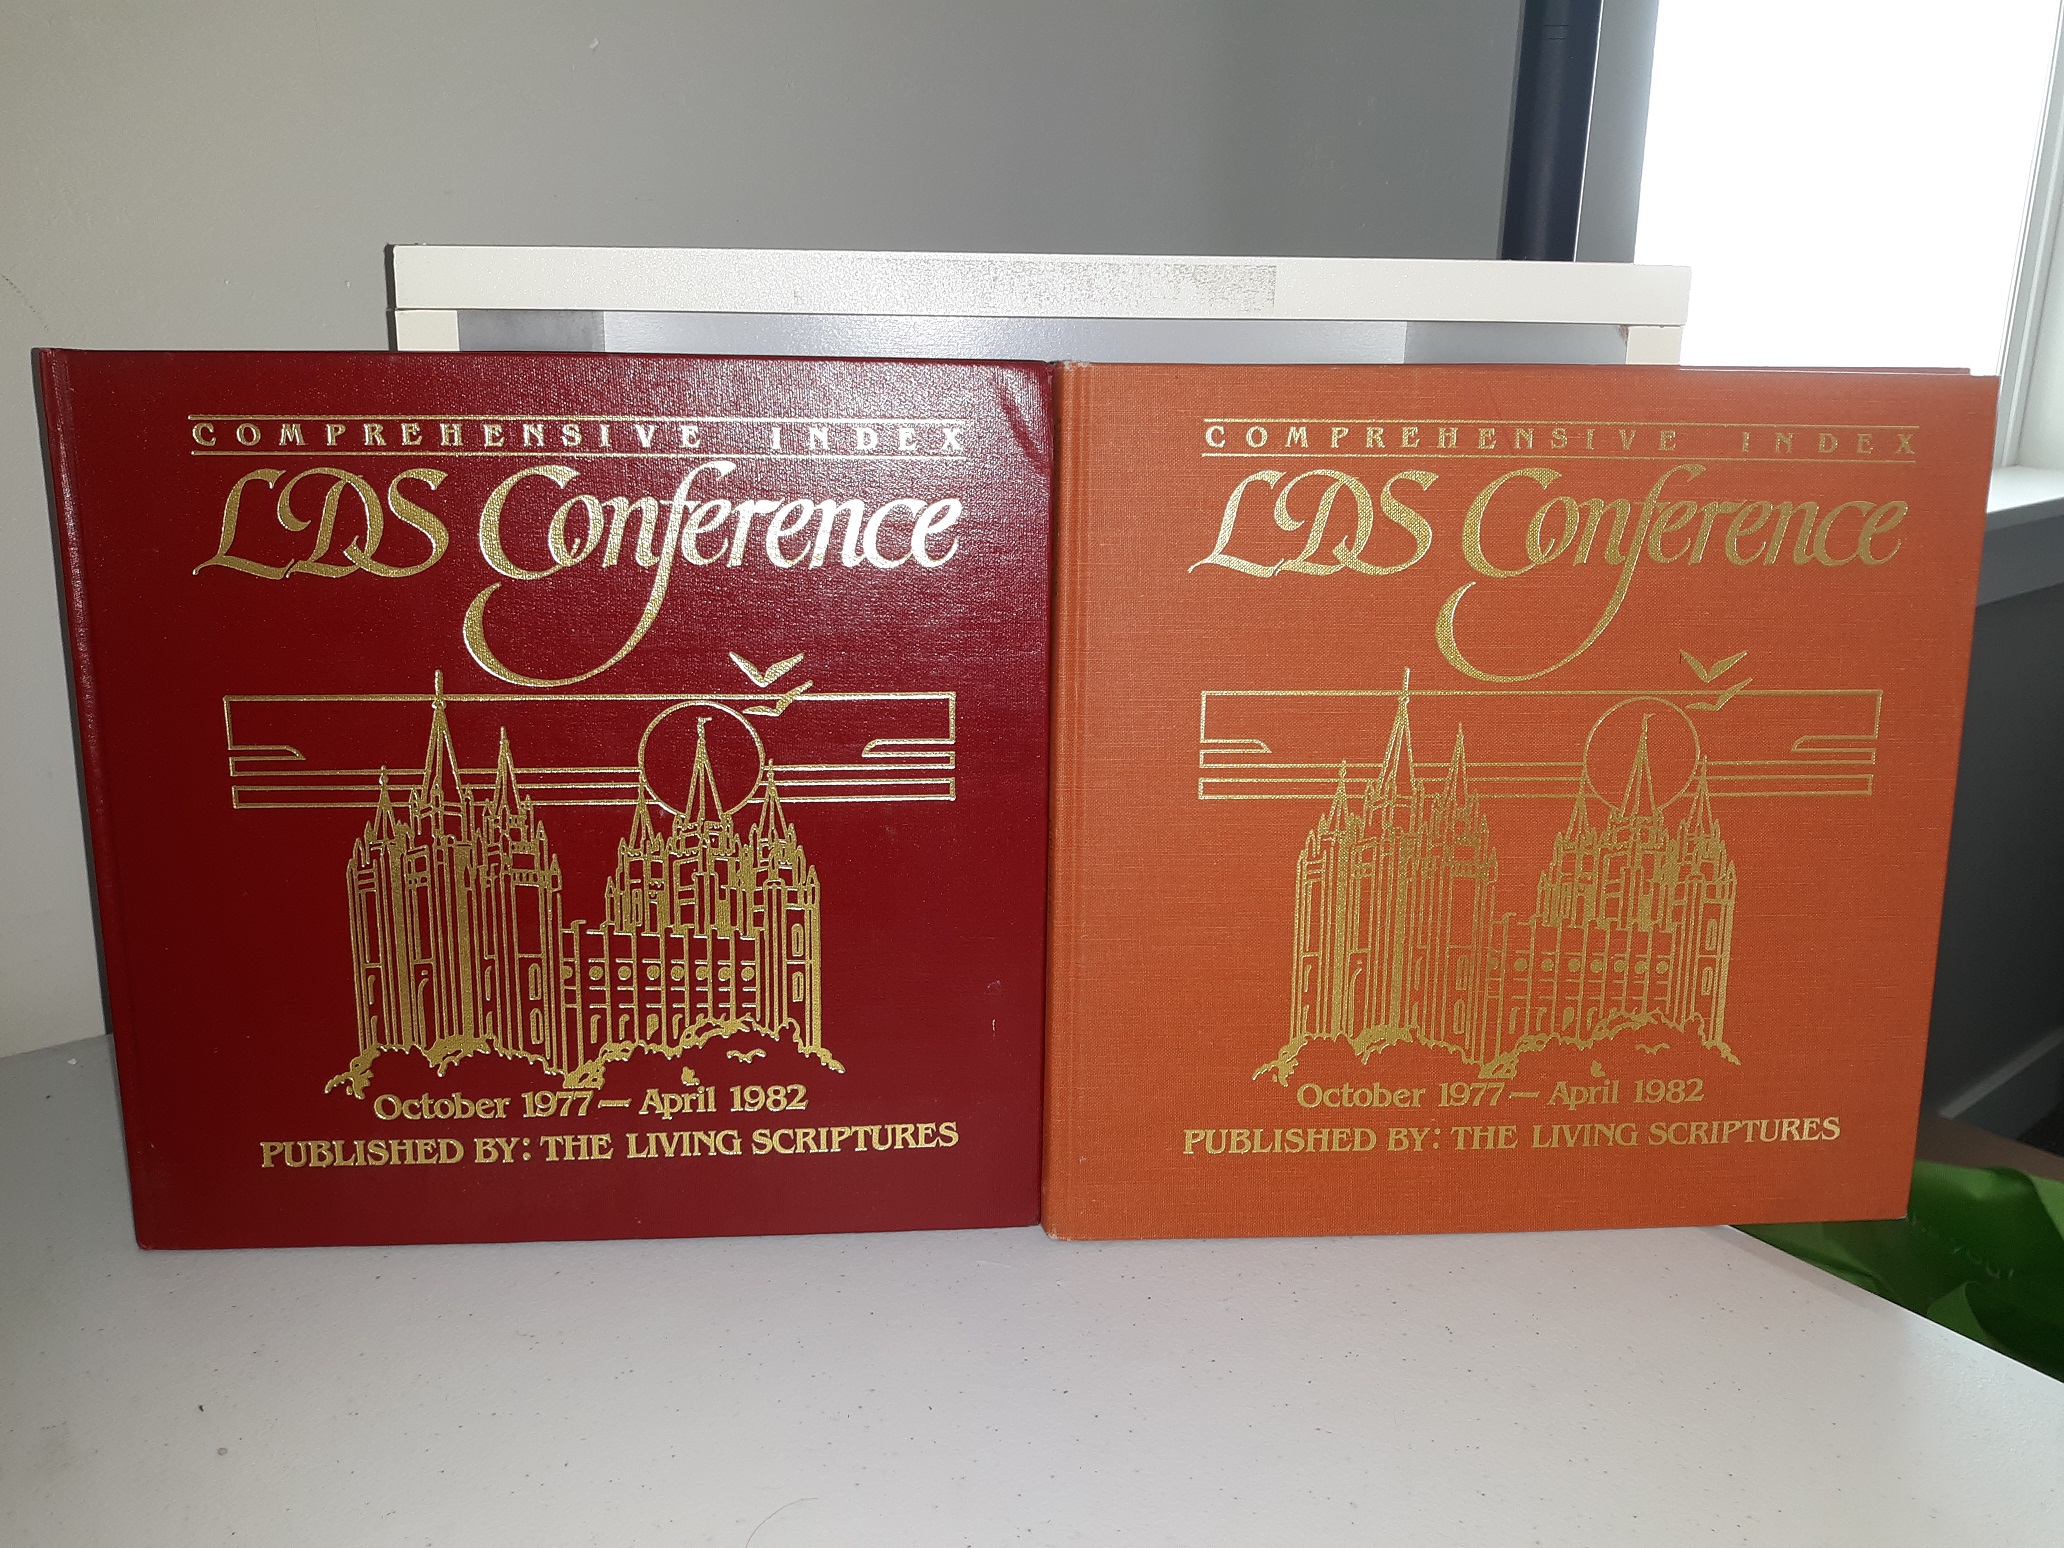 COMPREHENSIVE INDEX
LDS Conference
October 1977 — April 1982
PUBLISHED BY: THE LIVING SCRIPTURES
COMPREHENSIVE INDEX
LDS Conference
October 1977 — April 1982
PUBLISHED BY: THE LIVING SCRIPTURES